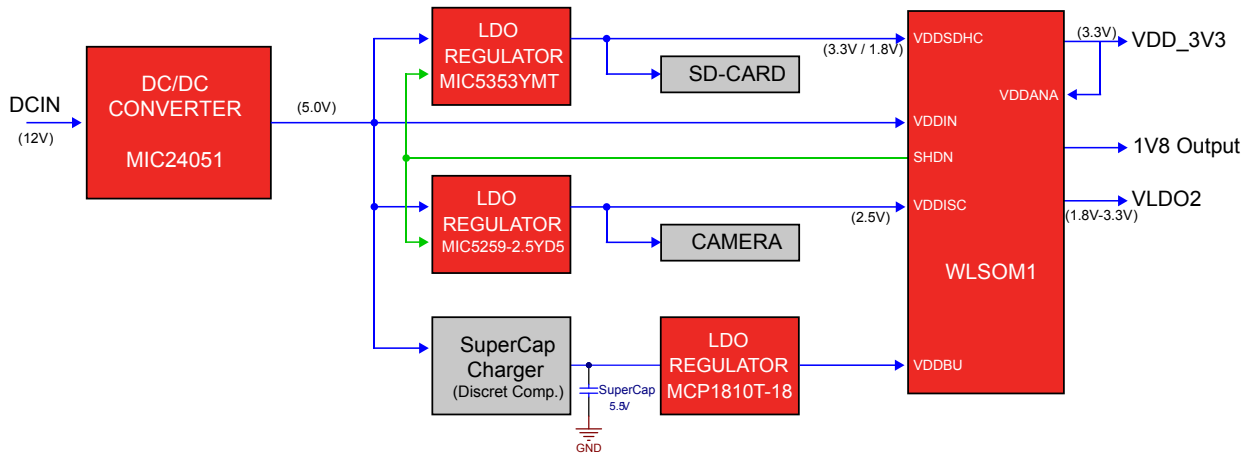 DCIN
(12V)
DC/DC
CONVERTER
MIC24051
(5.0V)
LDO
REGULATOR
MIC5353YMT
(3.3V / 1.8V)
SD-CARD
LDO
REGULATOR
MIC5259-2.5YD5
(2.5V)
CAMERA
SuperCap
Charger
(Discret Comp.)
SuperCap
5.5V
GND
LDO
REGULATOR
MCP1810T-18
VDDSDHC
VDDANA
VDDIN
SHDN
VDDISC
WLSOM1
VDDBU
(3.3V)
VDD_3V3
1V8 Output
VLDO2
(1.8V-3.3V)